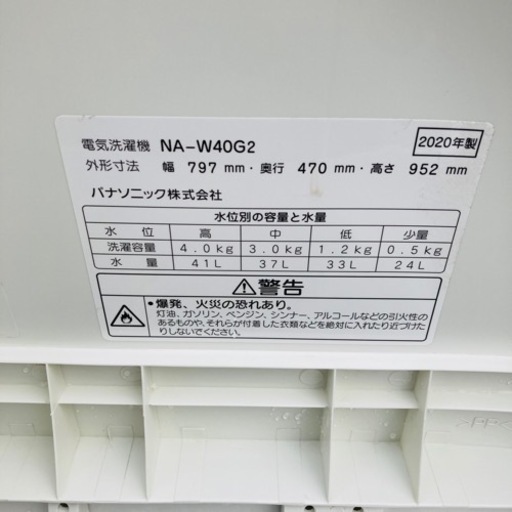 電気洗濯機 NA-W40G2 2020年製
外形寸法 幅 797 mm・奥行 470 mm・高さ 952 mm
パナソニック株式会社
水位別の容量と水量
水 位 高 中 低 少量
洗濯容量 4.0kg 3.0kg 1.2kg 0.5kg
水 量 41L 37L 33L 24L
警告
・爆発、火災の恐れあり。
灯油、ガソリン、ベンジン、シンナー、アルコールなどの引火性の
あるものや、それらが付着した衣類などを絶対に入れたり近づけた
りしないでください。
>PP<